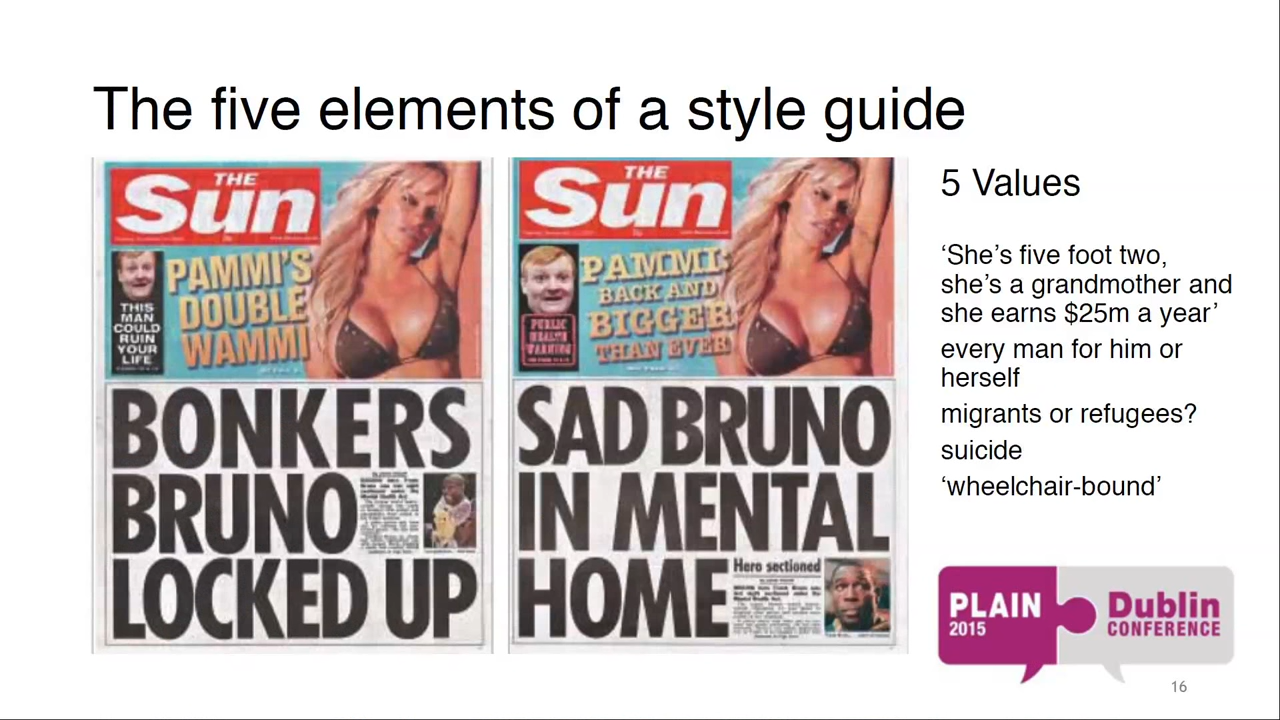 The five elements of a style guide
THE
Sun
PAMMI'S
DOUBLE
WAMMI
THIS
MAN
COULD
RUIN
YOUR
LIFE
BONKERS
BRUNO
LOCKED UP
THE
Sun
PAMMI
BACK AND
BIGGER
THAN EVER
PUBLIC
HEALTH
WARNING
SAD BRUNO
IN MENTAL
HOME
Hero sectioned
5 Values
‘She’s five foot two,
she’s a grandmother and
she earns $25m a year’
every man for him or
herself
migrants or refugees?
suicide
‘wheelchair-bound’
PLAIN
2015
Dublin
CONFERENCE
16